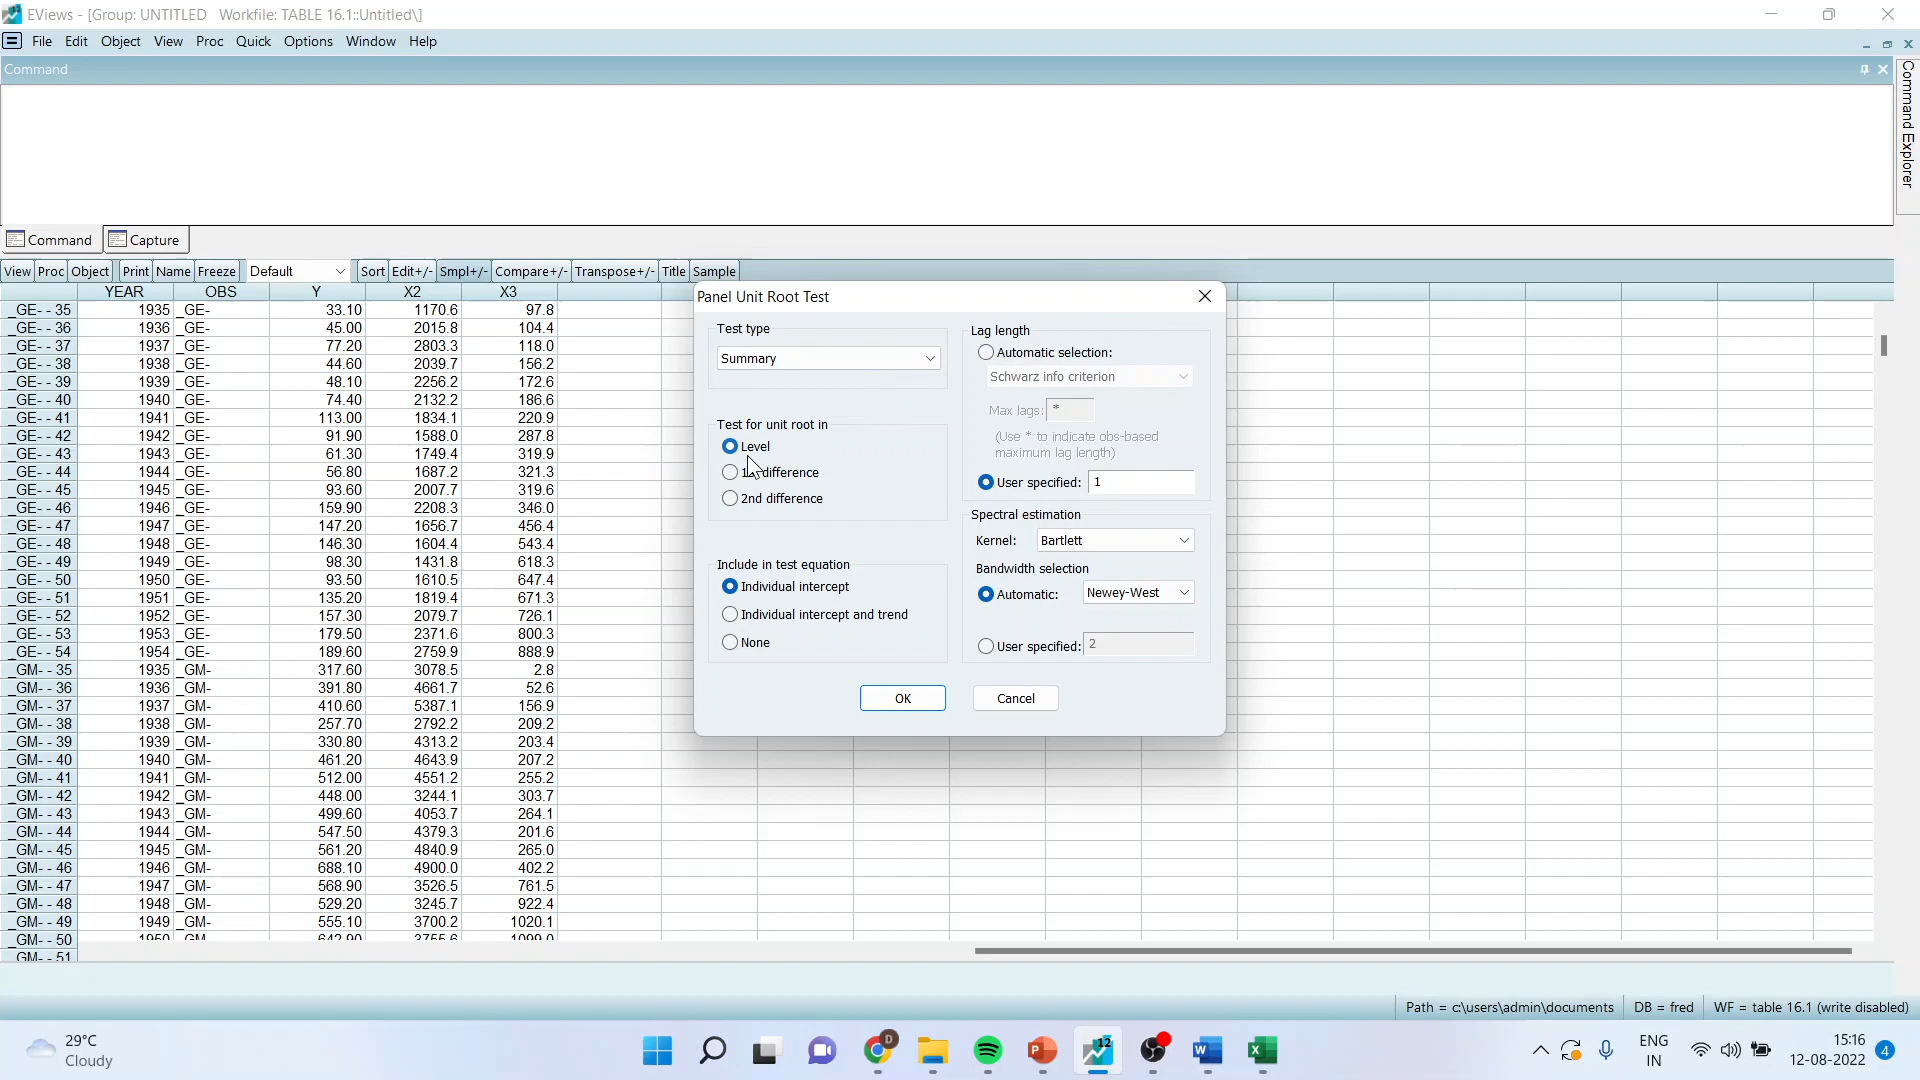 EViews - [Group: UNTITLED Workfile: TABLE 16.1::Untitled\]
File Edit Object View Proc Quick Options Window Help
Command
Command Explorer
Command Capture
View Proc Object Print Name Freeze Default Sort Edit+/- Smpl+/- Compare+/- Transpose+/- Title Sample
YEAR OBS Y X2 X3
_GE- - 35 1935 _GE- 33.10 1170.6 97.8
_GE- - 36 1936 _GE- 45.00 2015.8 104.4
_GE- - 37 1937 _GE- 77.20 2803.3 118.0
_GE- - 38 1938 _GE- 44.60 2039.7 156.2
_GE- - 39 1939 _GE- 48.10 2256.2 172.6
_GE- - 40 1940 _GE- 74.40 2132.2 186.6
_GE- - 41 1941 _GE- 113.00 1834.1 220.9
_GE- - 42 1942 _GE- 91.90 1588.0 287.8
_GE- - 43 1943 _GE- 61.30 1749.4 319.9
_GE- - 44 1944 _GE- 56.80 1687.2 321.3
_GE- - 45 1945 _GE- 93.60 2007.7 319.6
_GE- - 46 1946 _GE- 159.90 2208.3 346.0
_GE- - 47 1947 _GE- 147.20 1656.7 456.4
_GE- - 48 1948 _GE- 146.30 1604.4 543.4
_GE- - 49 1949 _GE- 98.30 1431.8 618.3
_GE- - 50 1950 _GE- 93.50 1610.5 647.4
_GE- - 51 1951 _GE- 135.20 1819.4 671.3
_GE- - 52 1952 _GE- 157.30 2079.7 726.1
_GE- - 53 1953 _GE- 179.50 2371.6 800.3
_GE- - 54 1954 _GE- 189.60 2759.9 888.9
_GM- - 35 1935 _GM- 317.60 3078.5 2.8
_GM- - 36 1936 _GM- 391.80 4661.7 52.6
_GM- - 37 1937 _GM- 410.60 5387.1 156.9
_GM- - 38 1938 _GM- 257.70 2792.2 209.2
_GM- - 39 1939 _GM- 330.80 4313.2 203.4
_GM- - 40 1940 _GM- 461.20 4643.9 207.2
_GM- - 41 1941 _GM- 512.00 4551.2 255.2
_GM- - 42 1942 _GM- 448.00 3244.1 303.7
_GM- - 43 1943 _GM- 499.60 4053.7 264.1
_GM- - 44 1944 _GM- 547.50 4379.3 201.6
_GM- - 45 1945 _GM- 561.20 4840.9 265.0
_GM- - 46 1946 _GM- 688.10 4900.0 402.2
_GM- - 47 1947 _GM- 568.90 3526.5 761.5
_GM- - 48 1948 _GM- 529.20 3245.7 922.4
_GM- - 49 1949 _GM- 555.10 3700.2 1020.1
_GM- - 50 1950 _GM- 642.90 3755.6 1099.0
_GM- - 51
Panel Unit Root Test
Test type
Summary
Test for unit root in
Level
difference
2nd difference
Include in test equation
Individual intercept
Individual intercept and trend
None
Lag length
Automatic selection:
Schwarz info criterion
Max lags: *
(Use * to indicate obs-based
maximum lag length)
User specified: 1
Spectral estimation
Kernel: Bartlett
Bandwidth selection
Automatic: Newey-West
User specified: 2
OK Cancel
Path = c:\users\admin\documents DB = fred WF = table 16.1 (write disabled)
29°C
Cloudy
D
12
ENG
IN
15:16
12-08-2022
4